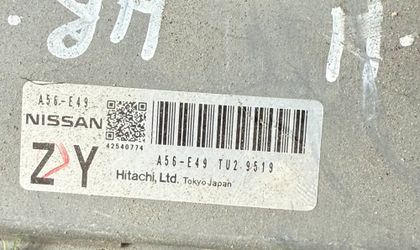 A56-E49
NISSAN
42540774
A56-E49 TU2 9519
ZY
Hitachi, Ltd. Tokyo Japan